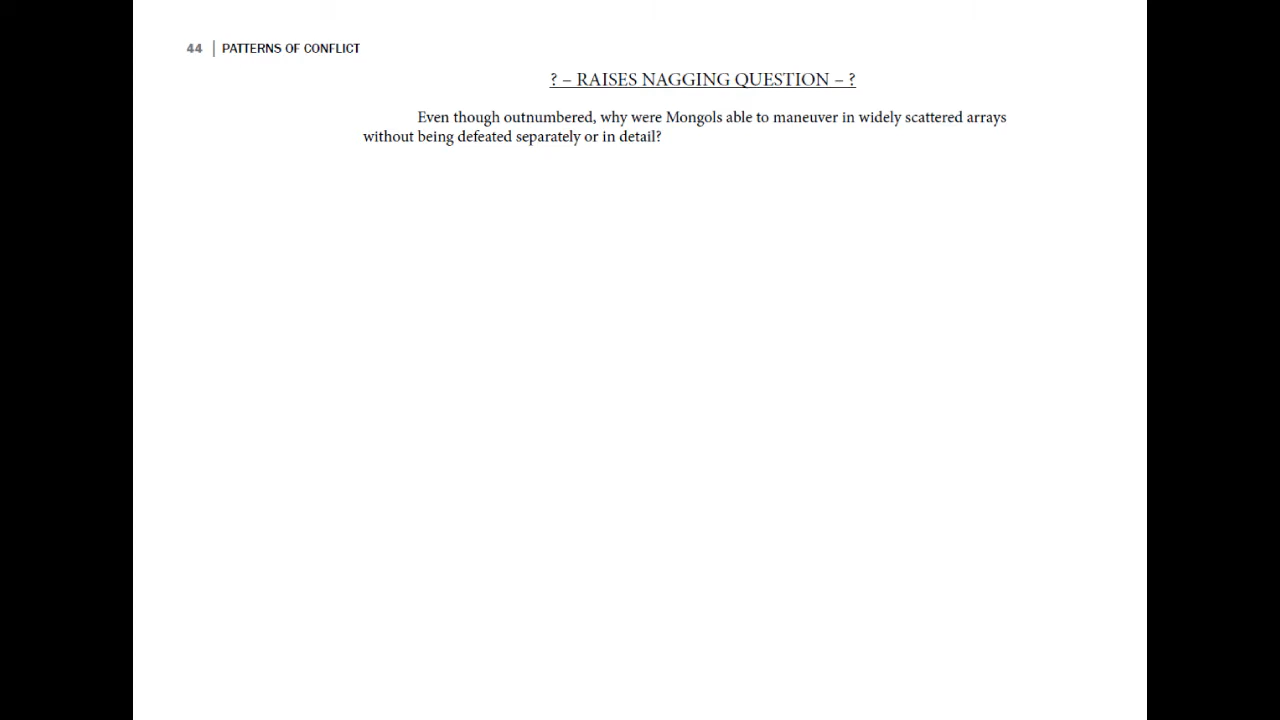 44 | PATTERNS OF CONFLICT
? – RAISES NAGGING QUESTION – ?
Even though outnumbered, why were Mongols able to maneuver in widely scattered arrays
without being defeated separately or in detail?